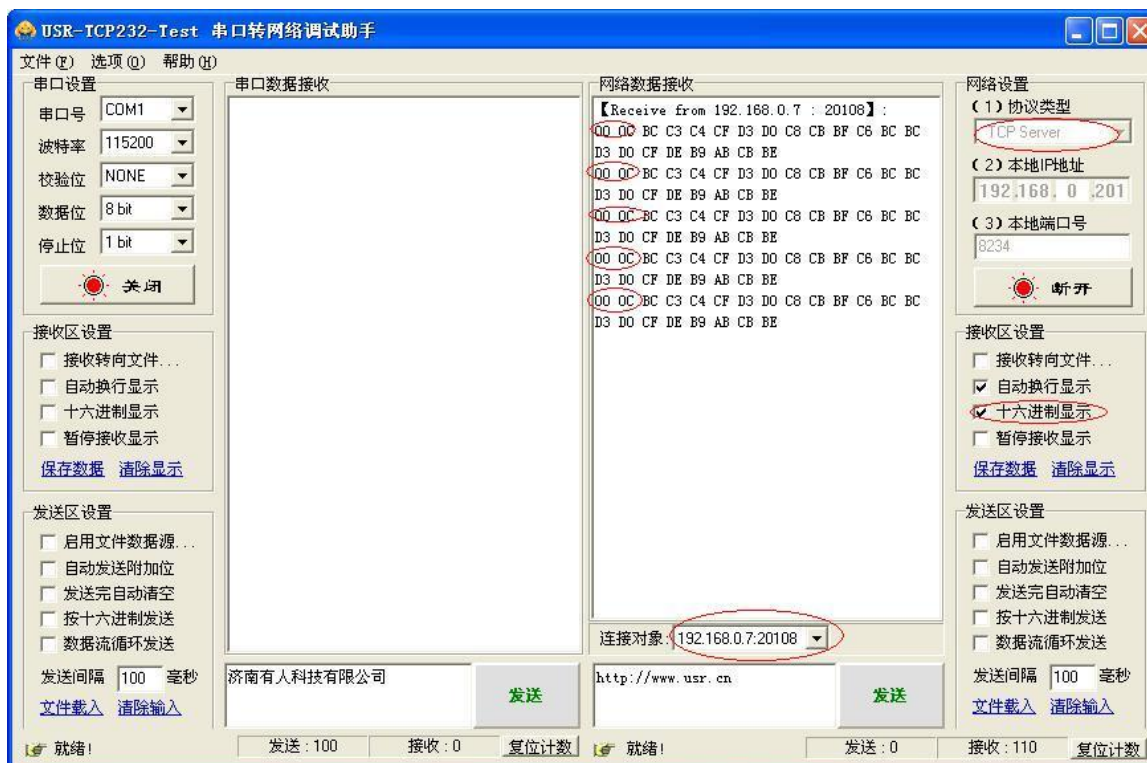 USR-TCP232-Test 串口转网络调试助手
文件(F) 选项(O) 帮助(H)
串口设置
串口号 COM1
波特率 115200
校验位 NONE
数据位 8 bit
停止位 1 bit
关闭
接收区设置
接收转向文件...
自动换行显示
十六进制显示
暂停接收显示
保存数据 清除显示
发送区设置
启用文件数据源...
自动发送附加位
发送完自动清空
按十六进制发送
数据流循环发送
发送间隔 100 毫秒
文件载入 清除输入
就绪!
串口数据接收
济南有人科技有限公司
发送
发送:100 接收:0 复位计数
网络数据接收
【Receive from 192.168.0.7 : 20108】:
00 0C BC C3 C4 CF D3 D0 C8 CB BF C6 BC BC
D3 D0 CF DE B9 AB CB BE
00 0C BC C3 C4 CF D3 D0 C8 CB BF C6 BC BC
D3 D0 CF DE B9 AB CB BE
00 0C BC C3 C4 CF D3 D0 C8 CB BF C6 BC BC
D3 D0 CF DE B9 AB CB BE
00 0C BC C3 C4 CF D3 D0 C8 CB BF C6 BC BC
D3 D0 CF DE B9 AB CB BE
00 0C BC C3 C4 CF D3 D0 C8 CB BF C6 BC BC
D3 D0 CF DE B9 AB CB BE
连接对象: 192.168.0.7:20108
http://www.usr.cn
发送
就绪!
发送:0 接收:110 复位计数
网络设置
(1)协议类型
TCP Server
(2)本地IP地址
192.168. 0 .201
(3)本地端口号
8234
断开
接收区设置
接收转向文件...
自动换行显示
十六进制显示
暂停接收显示
保存数据 清除显示
发送区设置
启用文件数据源...
自动发送附加位
发送完自动清空
按十六进制发送
数据流循环发送
发送间隔 100 毫秒
文件载入 清除输入